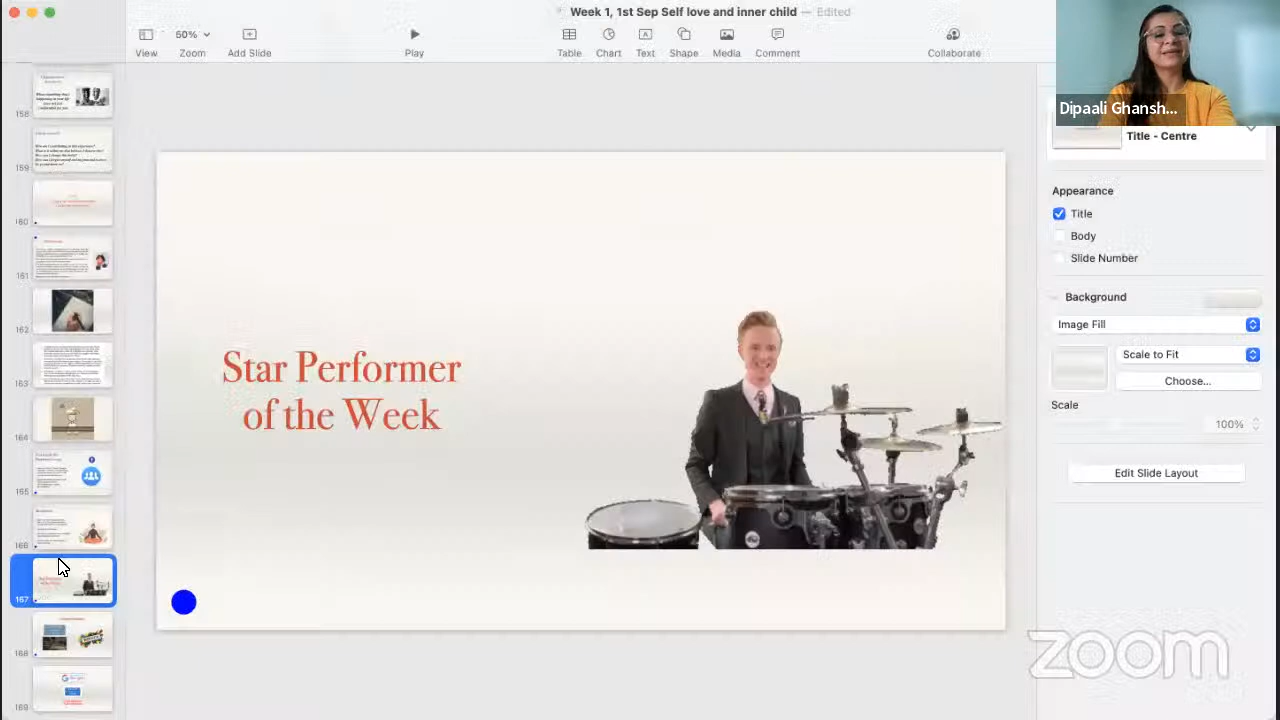 Week 1, 1st Sep Self love and inner child — Edited
50%
View
Zoom
Add Slide
Play
Table
Chart
Text
Shape
Media
Comment
Collaborate
Dipaali Ghansh...
Title - Centre
Appearance
Title
Body
Slide Number
Background
Image Fill
Scale to Fit
Choose...
Scale
100%
Edit Slide Layout
Star Performer
of the Week
158
159
160
161
162
163
164
165
166
167
168
169
zoom